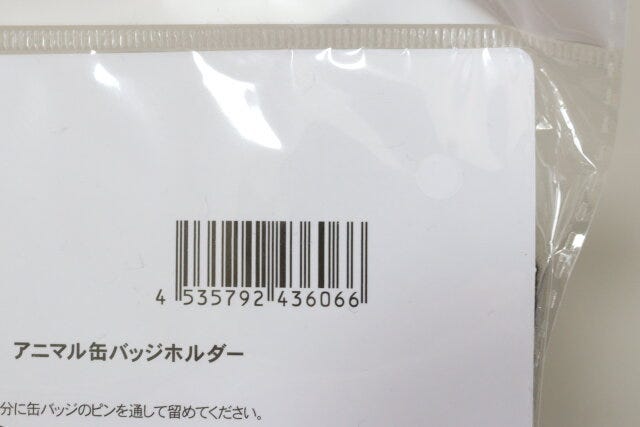 4 535792 436066
アニマル缶バッジホルダー
分に缶バッジのピンを通して留めてください。